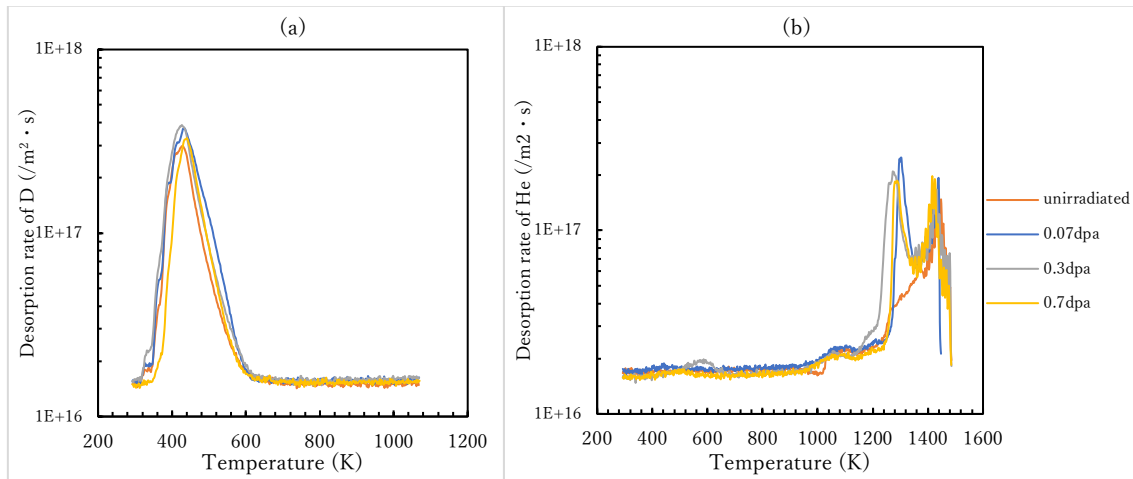 (a)
1E+18
1E+17
1E+16
Desorption rate of D (/m²・s)
200 400 600 800 1000 1200
Temperature (K)
(b)
1E+18
1E+17
1E+16
Desorption rate of He (/m2・s)
200 400 600 800 1000 1200 1400 1600
Temperature (K)
unirradiated
0.07dpa
0.3dpa
0.7dpa